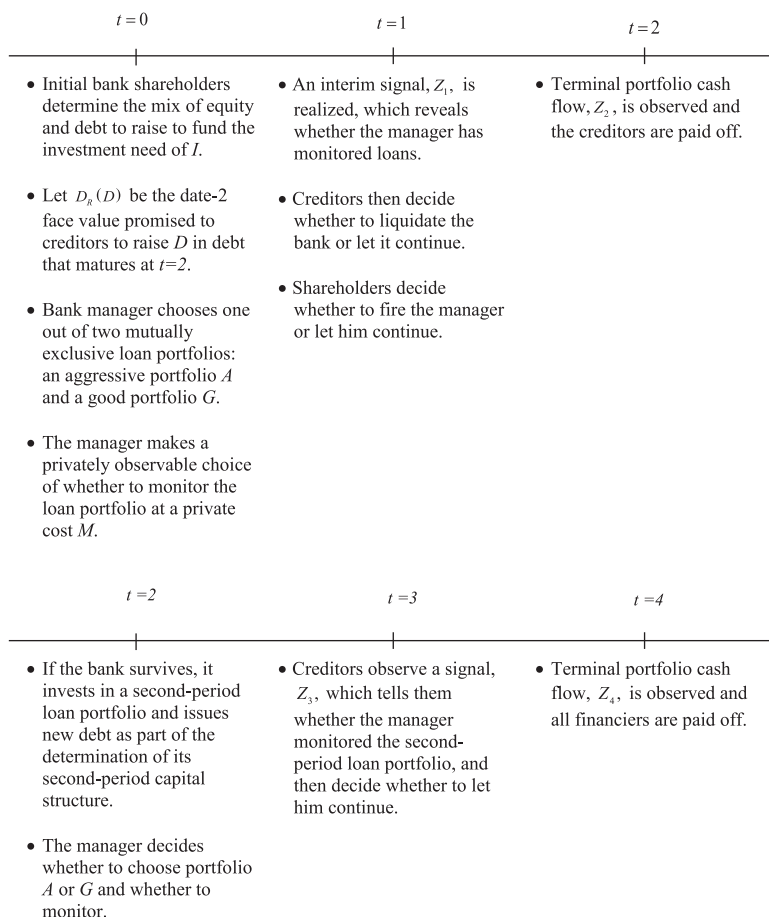 t = 0
t = 1
t = 2
• Initial bank shareholders
determine the mix of equity
and debt to raise to fund the
investment need of I.
• Let D_R(D) be the date-2
face value promised to
creditors to raise D in debt
that matures at t=2.
• Bank manager chooses one
out of two mutually
exclusive loan portfolios:
an aggressive portfolio A
and a good portfolio G.
• The manager makes a
privately observable choice
of whether to monitor the
loan portfolio at a private
cost M.
• An interim signal, Z₁, is
realized, which reveals
whether the manager has
monitored loans.
• Creditors then decide
whether to liquidate the
bank or let it continue.
• Shareholders decide
whether to fire the manager
or let him continue.
• Terminal portfolio cash
flow, Z₂, is observed and
the creditors are paid off.
t =2
t =3
t =4
• If the bank survives, it
invests in a second-period
loan portfolio and issues
new debt as part of the
determination of its
second-period capital
structure.
• The manager decides
whether to choose portfolio
A or G and whether to
monitor.
• Creditors observe a signal,
Z₃, which tells them
whether the manager
monitored the second-
period loan portfolio, and
then decide whether to let
him continue.
• Terminal portfolio cash
flow, Z₄, is observed and
all financiers are paid off.